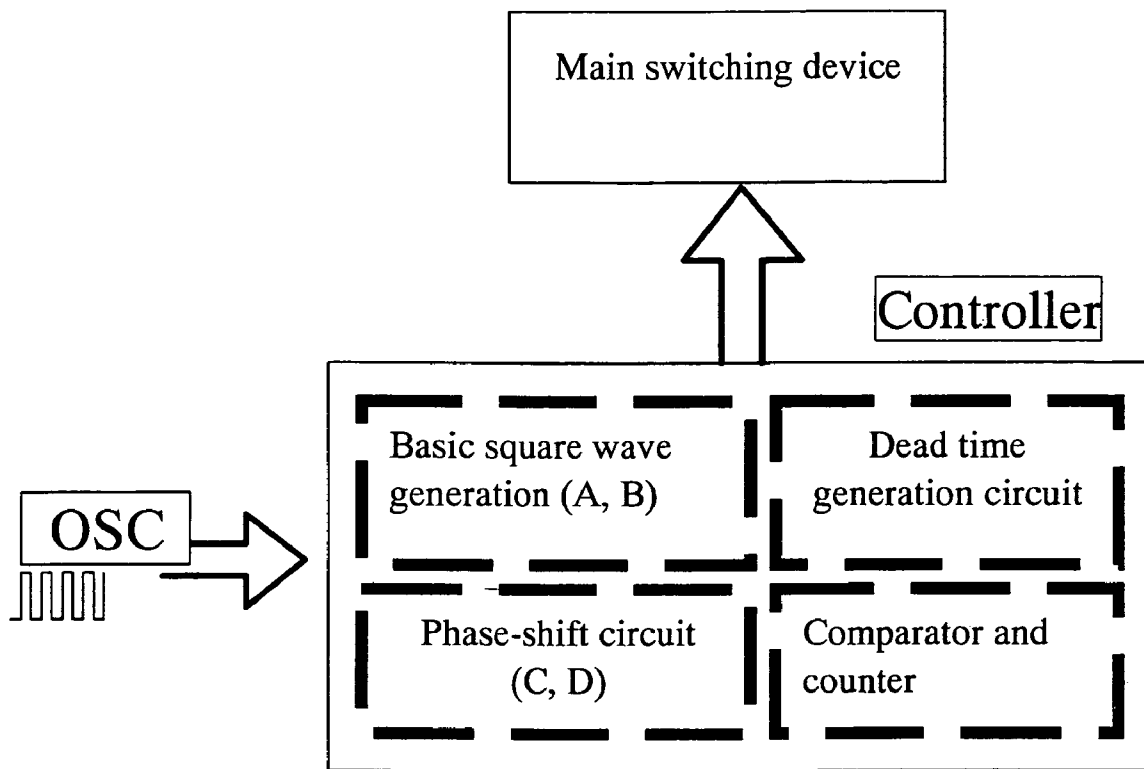 Main switching device
Controller
Basic square wave
generation (A, B)
Dead time
generation circuit
OSC
Phase-shift circuit
(C, D)
Comparator and
counter